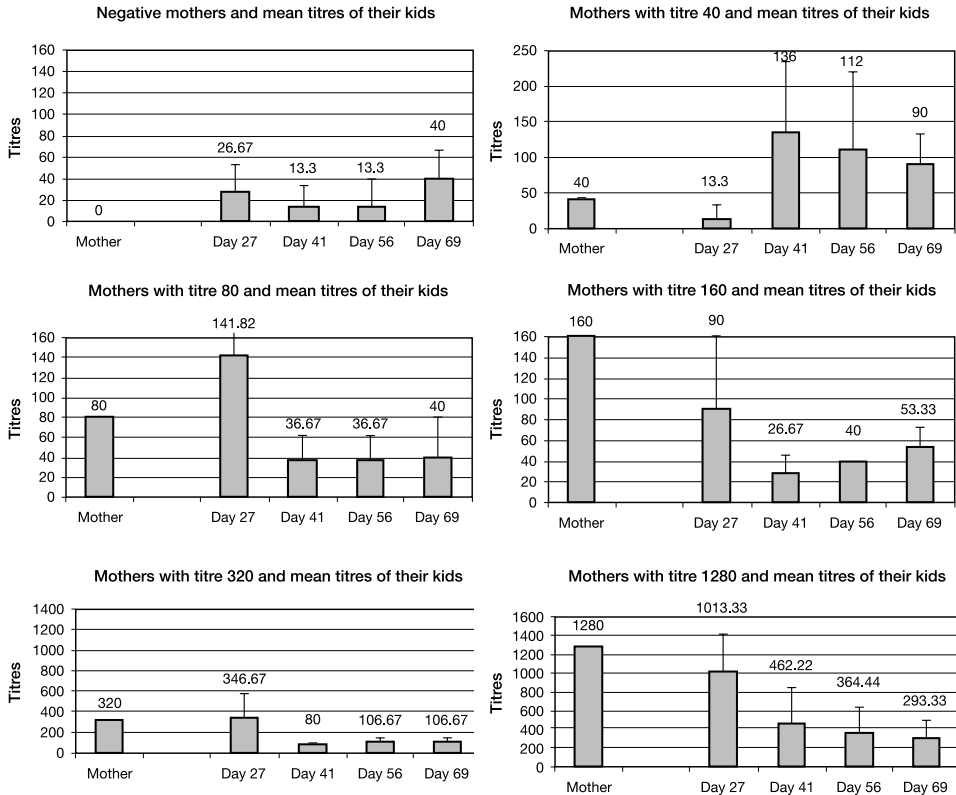 Negative mothers and mean titres of their kids
Titres
160
140
120
100
80
60
40
20
0
0
26.67
13.3
13.3
40
Mother
Day 27
Day 41
Day 56
Day 69
Mothers with titre 40 and mean titres of their kids
Titres
250
200
150
100
50
0
40
13.3
136
112
90
Mother
Day 27
Day 41
Day 56
Day 69
Mothers with titre 80 and mean titres of their kids
Titres
160
140
120
100
80
60
40
20
0
80
141.82
36.67
36.67
40
Mother
Day 27
Day 41
Day 56
Day 69
Mothers with titre 160 and mean titres of their kids
Titres
160
140
120
100
80
60
40
20
0
160
90
26.67
40
53.33
Mother
Day 27
Day 41
Day 56
Day 69
Mothers with titre 320 and mean titres of their kids
Titres
1400
1200
1000
800
600
400
200
0
320
346.67
80
106.67
106.67
Mother
Day 27
Day 41
Day 56
Day 69
Mothers with titre 1280 and mean titres of their kids
Titres
1600
1400
1200
1000
800
600
400
200
0
1280
1013.33
462.22
364.44
293.33
Mother
Day 27
Day 41
Day 56
Day 69